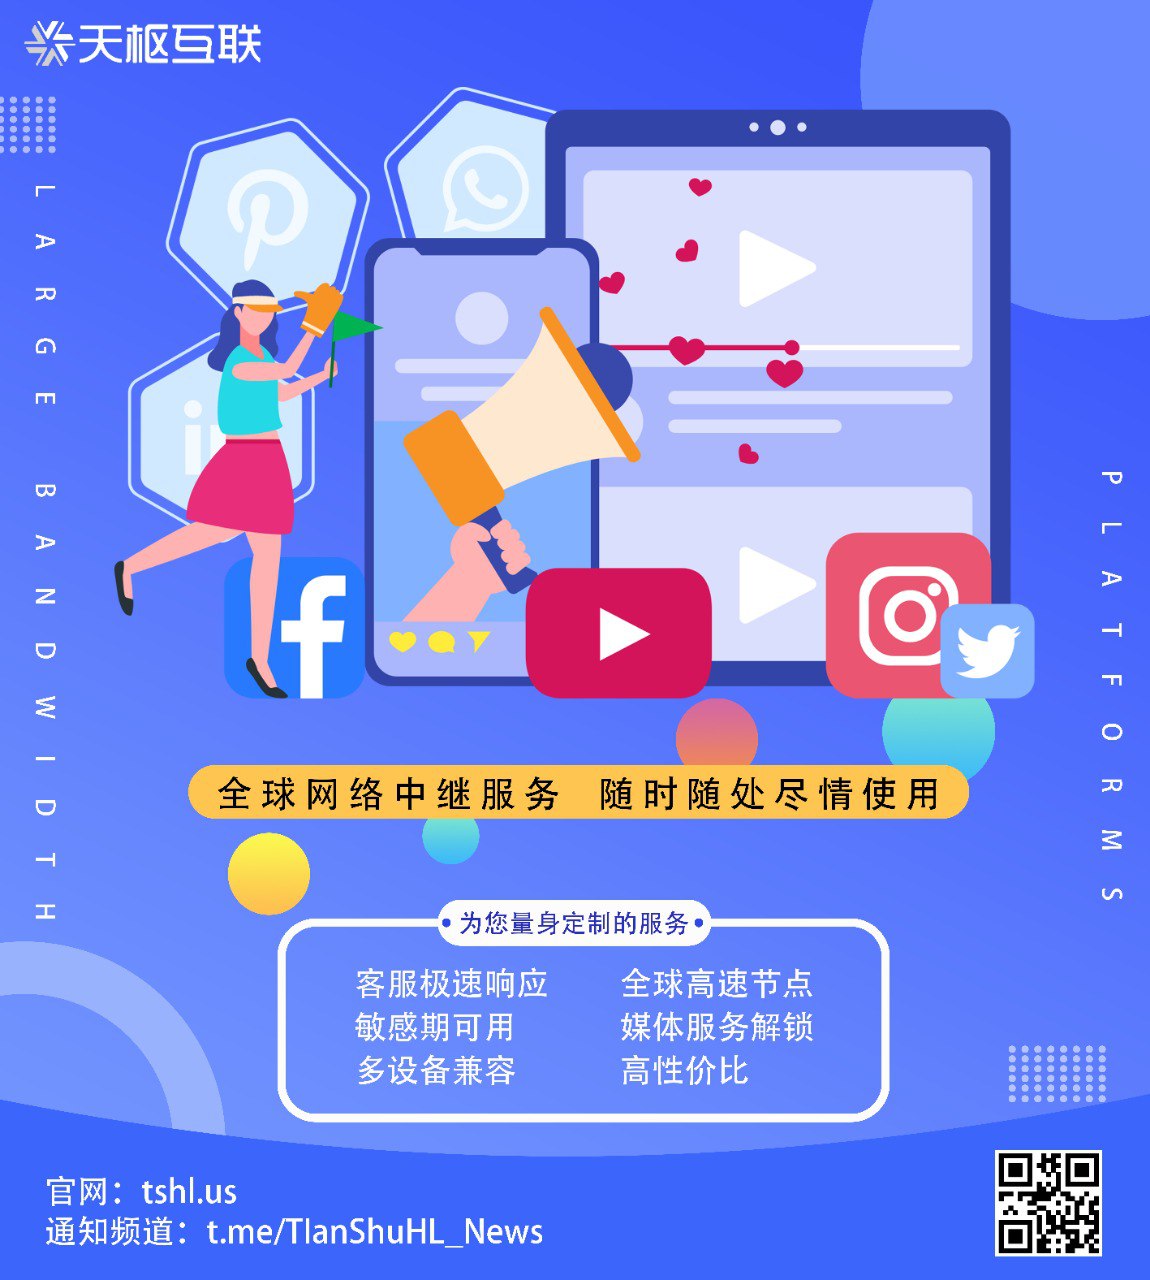 天枢互联
LARGE BANDWIDTH
PLATFORMS
in
全球网络中继服务 随时随处尽情使用
为您量身定制的服务
客服极速响应 全球高速节点
敏感期可用 媒体服务解锁
多设备兼容 高性价比
官网：tshl.us
通知频道：t.me/TlanShuHL_News